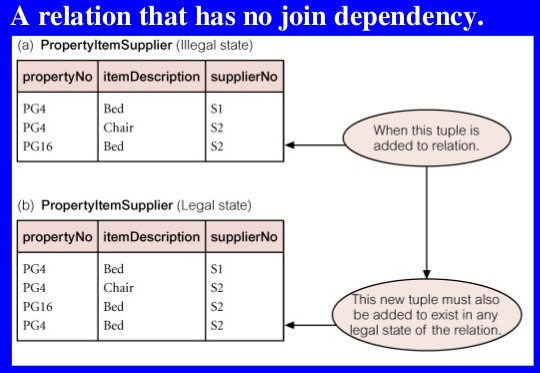 A relation that has no join dependency.
(a) PropertyItemSupplier (Illegal state)
propertyNo itemDescription supplierNo
PG4 Bed S1
PG4 Chair S2
PG16 Bed S2
When this tuple is
added to relation.
(b) PropertyItemSupplier (Legal state)
propertyNo itemDescription supplierNo
PG4 Bed S1
PG4 Chair S2
PG16 Bed S2
PG4 Bed S2
This new tuple must also
be added to exist in any
legal state of the relation.